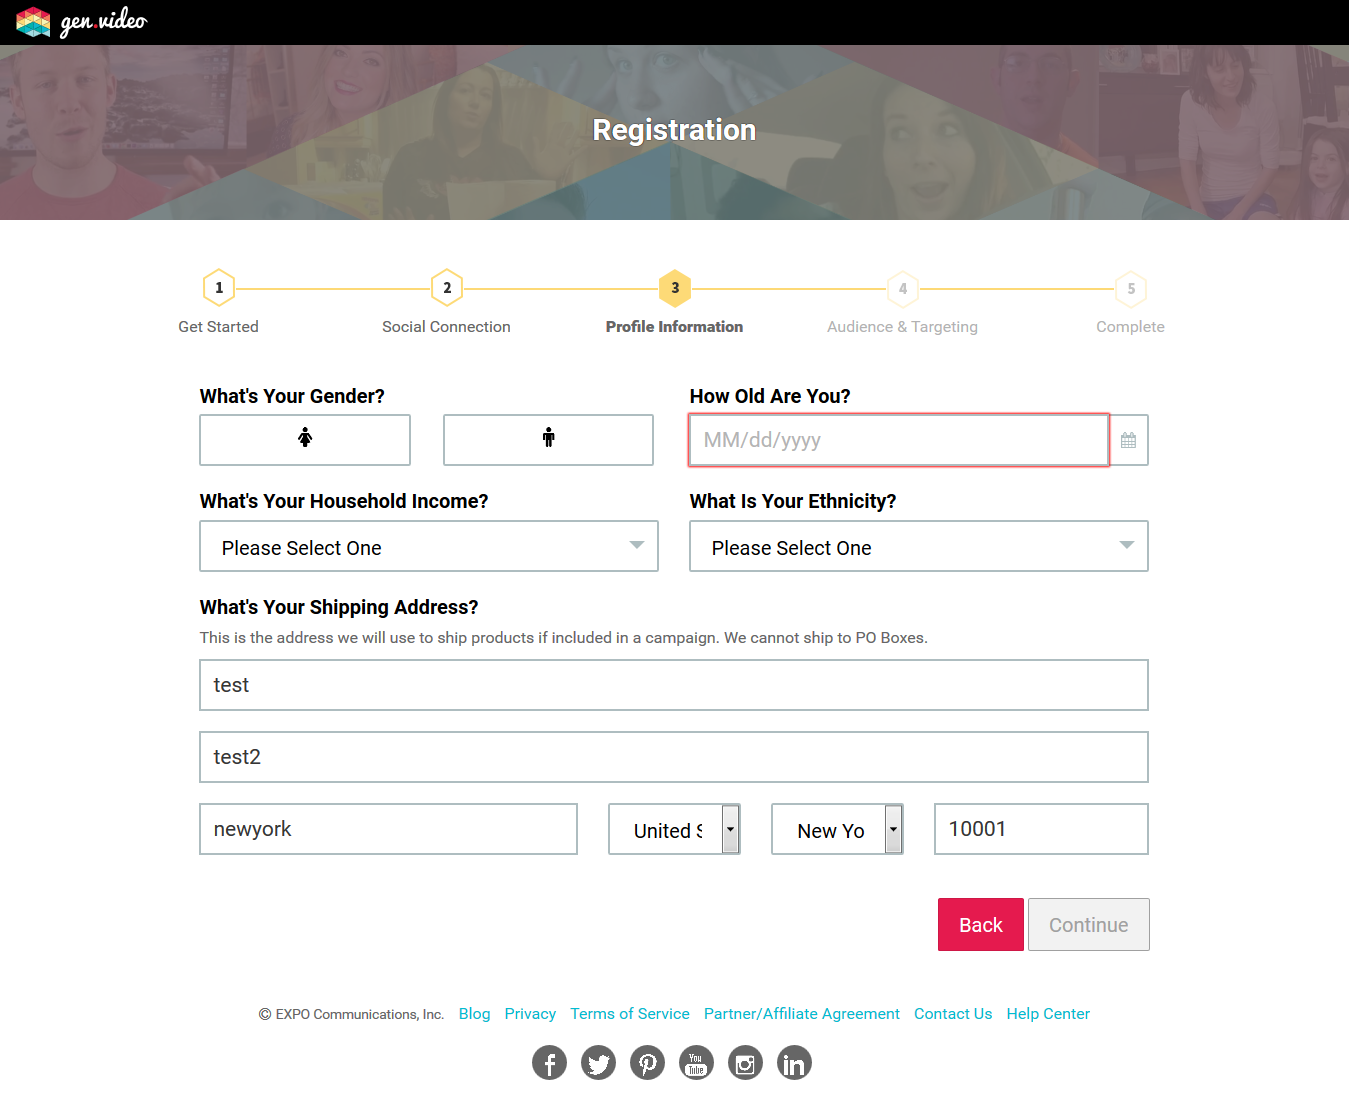 gen.video
Registration
1 2 3 4 5
Get Started Social Connection Profile Information Audience & Targeting Complete
What's Your Gender? How Old Are You?
MM/dd/yyyy
What's Your Household Income? What Is Your Ethnicity?
Please Select One Please Select One
What's Your Shipping Address?
This is the address we will use to ship products if included in a campaign. We cannot ship to PO Boxes.
test
test2
newyork United S New Yo 10001
Back Continue
© EXPO Communications, Inc. Blog Privacy Terms of Service Partner/Affiliate Agreement Contact Us Help Center
You
Tube
in